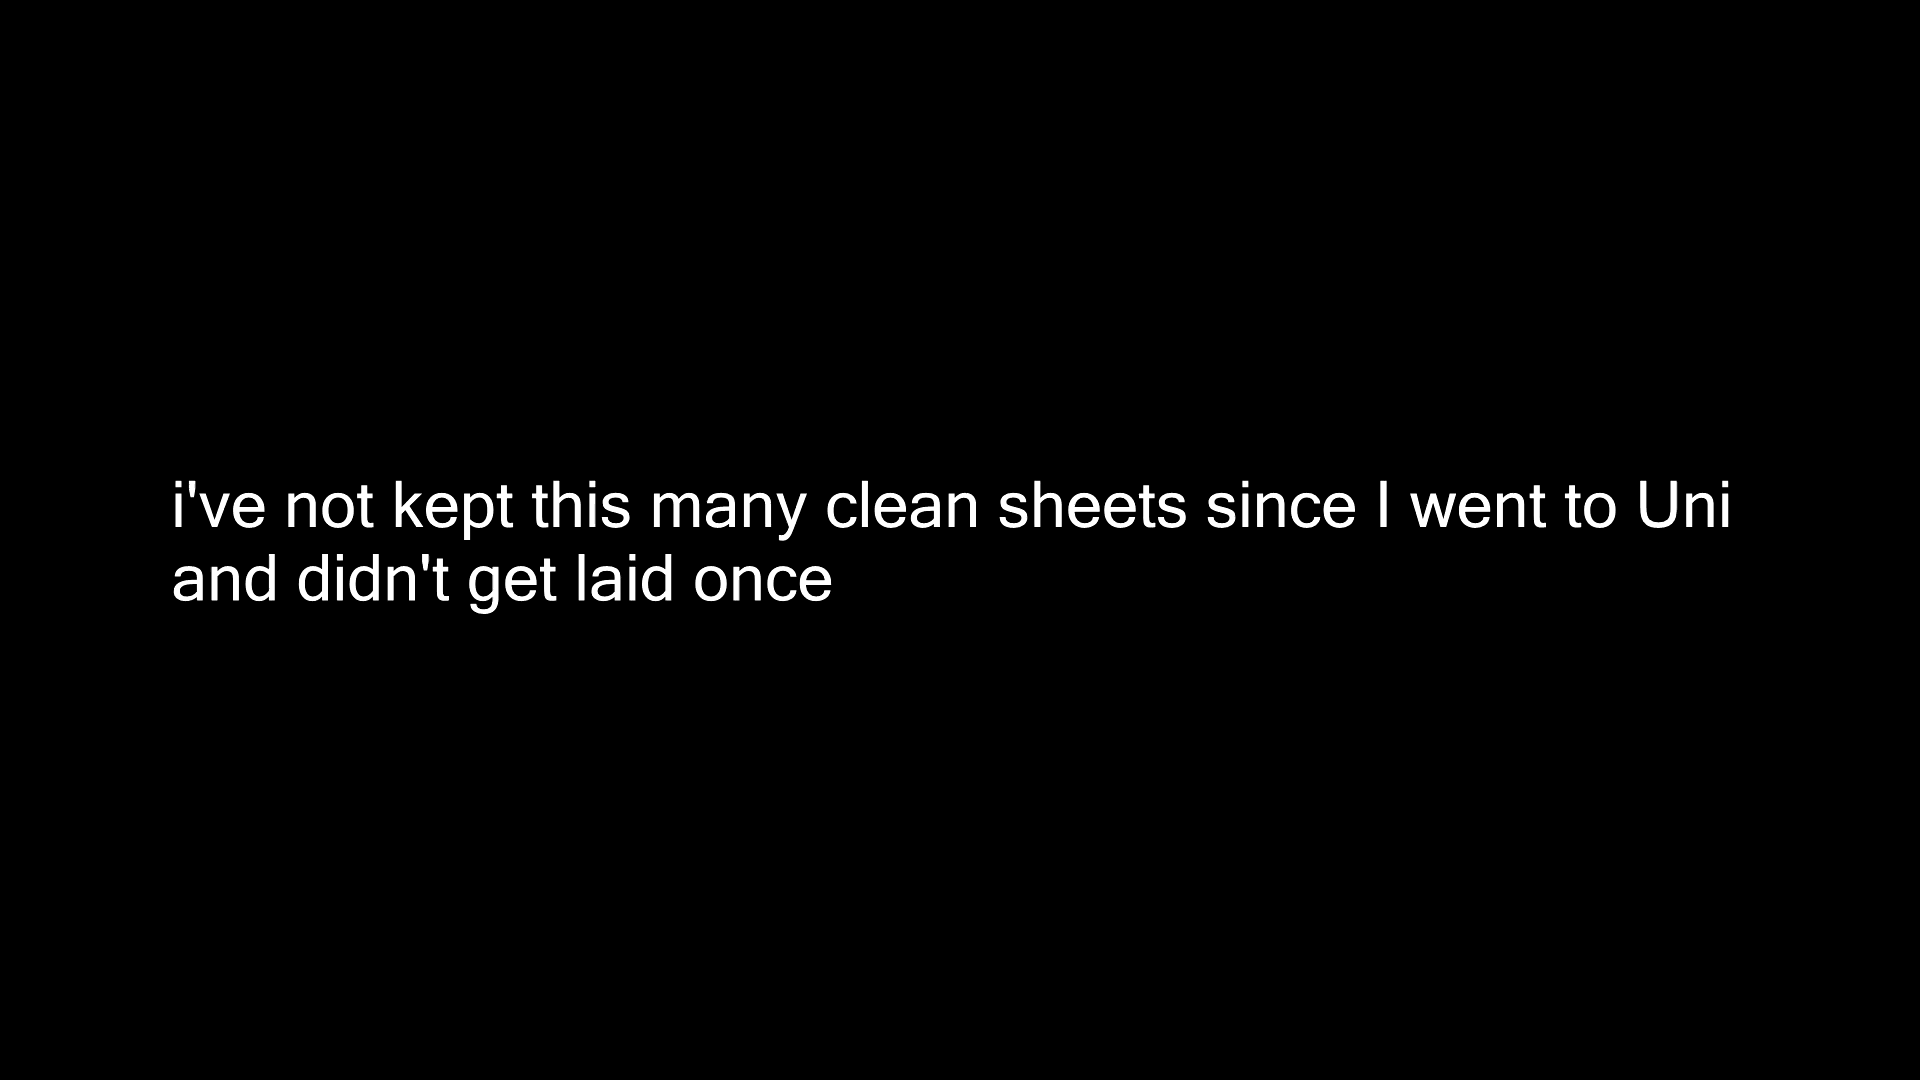 i've not kept this many clean sheets since I went to Uni
and didn't get laid once